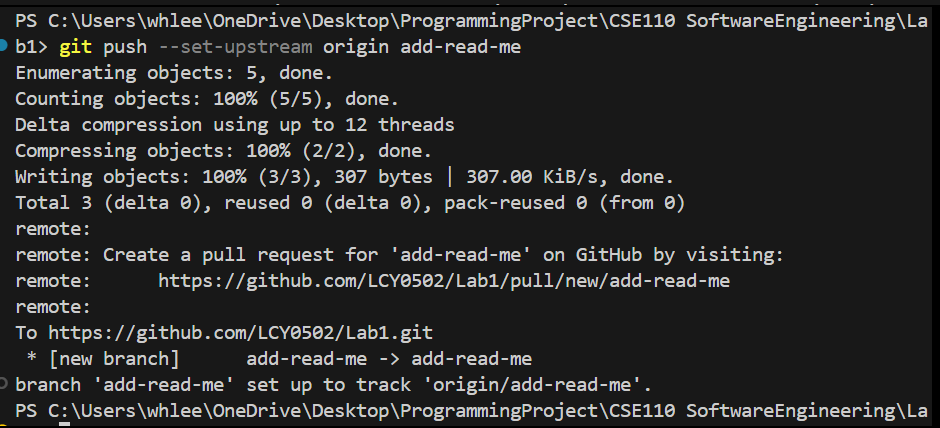 PS C:\Users\whlee\OneDrive\Desktop\ProgrammingProject\CSE110 SoftwareEngineering\La
b1> git push --set-upstream origin add-read-me
Enumerating objects: 5, done.
Counting objects: 100% (5/5), done.
Delta compression using up to 12 threads
Compressing objects: 100% (2/2), done.
Writing objects: 100% (3/3), 307 bytes | 307.00 KiB/s, done.
Total 3 (delta 0), reused 0 (delta 0), pack-reused 0 (from 0)
remote:
remote: Create a pull request for 'add-read-me' on GitHub by visiting:
remote:      https://github.com/LCY0502/Lab1/pull/new/add-read-me
remote:
To https://github.com/LCY0502/Lab1.git
 * [new branch]      add-read-me -> add-read-me
branch 'add-read-me' set up to track 'origin/add-read-me'.
PS C:\Users\whlee\OneDrive\Desktop\ProgrammingProject\CSE110 SoftwareEngineering\La